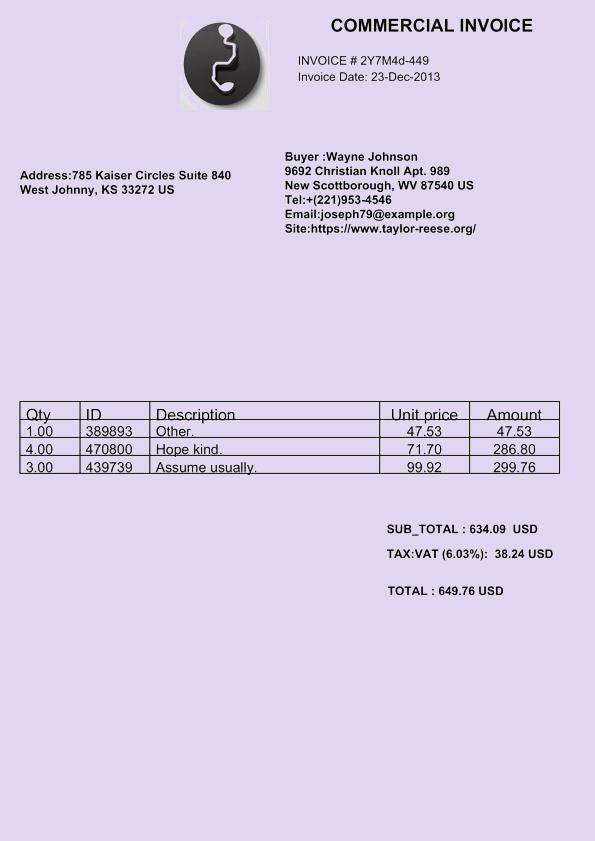 COMMERCIAL INVOICE
INVOICE # 2Y7M4d-449
Invoice Date: 23-Dec-2013
Address:785 Kaiser Circles Suite 840
West Johnny, KS 33272 US
Buyer :Wayne Johnson
9692 Christian Knoll Apt. 989
New Scottborough, WV 87540 US
Tel:+(221)953-4546
Email:joseph79@example.org
Site:https://www.taylor-reese.org/
Qty ID Description Unit price Amount
1.00 389893 Other. 47.53 47.53
4.00 470800 Hope kind. 71.70 286.80
3.00 439739 Assume usually. 99.92 299.76
SUB_TOTAL : 634.09 USD
TAX:VAT (6.03%): 38.24 USD
TOTAL : 649.76 USD